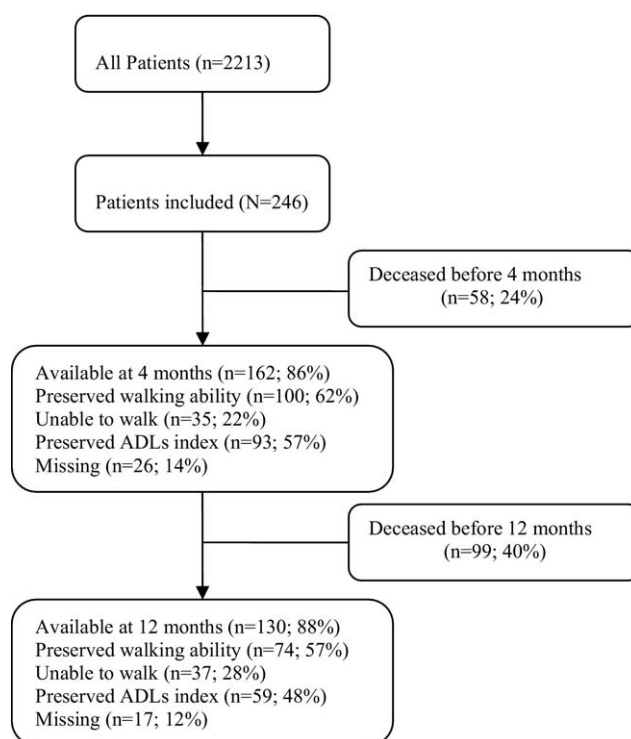 All Patients (n=2213)
Patients included (N=246)
Deceased before 4 months
(n=58; 24%)
Available at 4 months (n=162; 86%)
Preserved walking ability (n=100; 62%)
Unable to walk (n=35; 22%)
Preserved ADLs index (n=93; 57%)
Missing (n=26; 14%)
Deceased before 12 months
(n=99; 40%)
Available at 12 months (n=130; 88%)
Preserved walking ability (n=74; 57%)
Unable to walk (n=37; 28%)
Preserved ADLs index (n=59; 48%)
Missing (n=17; 12%)